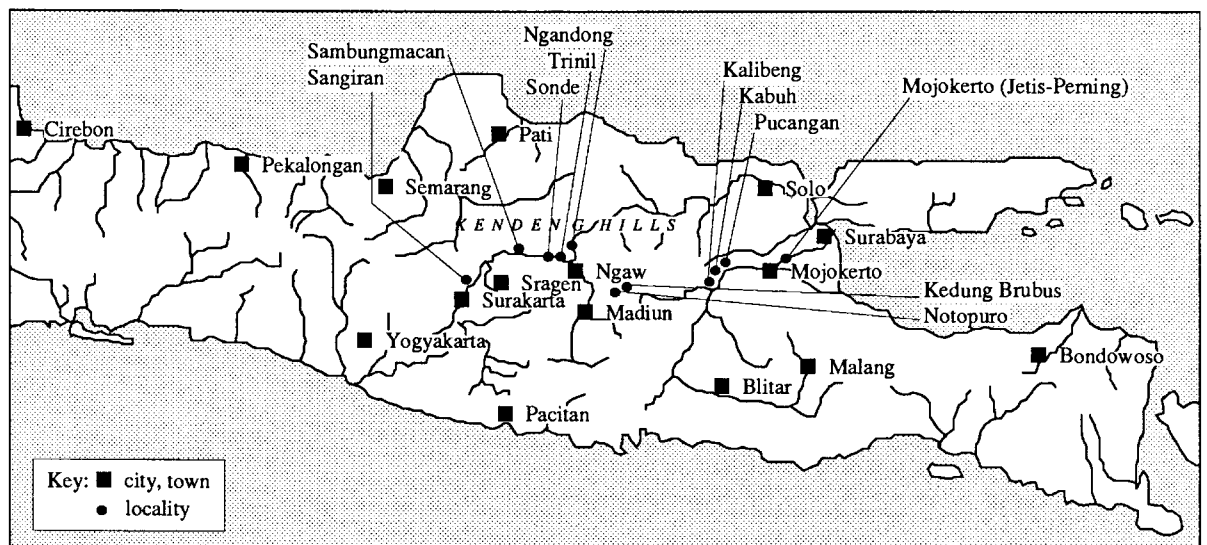 Ngandong
Sambungmacan
Trinil
Sangiran
Sonde
Kalibeng
Kabuh
Pucangan
Mojokerto (Jetis-Perning)
Cirebon
Pati
Pekalongan
Semarang
Solo
KENDENG HILLS
Surabaya
Ngaw
Mojokerto
Sragen
Surakarta
Kedung Brubus
Madiun
Notopuro
Yogyakarta
Bondowoso
Malang
Blitar
Pacitan
Key: city, town
locality